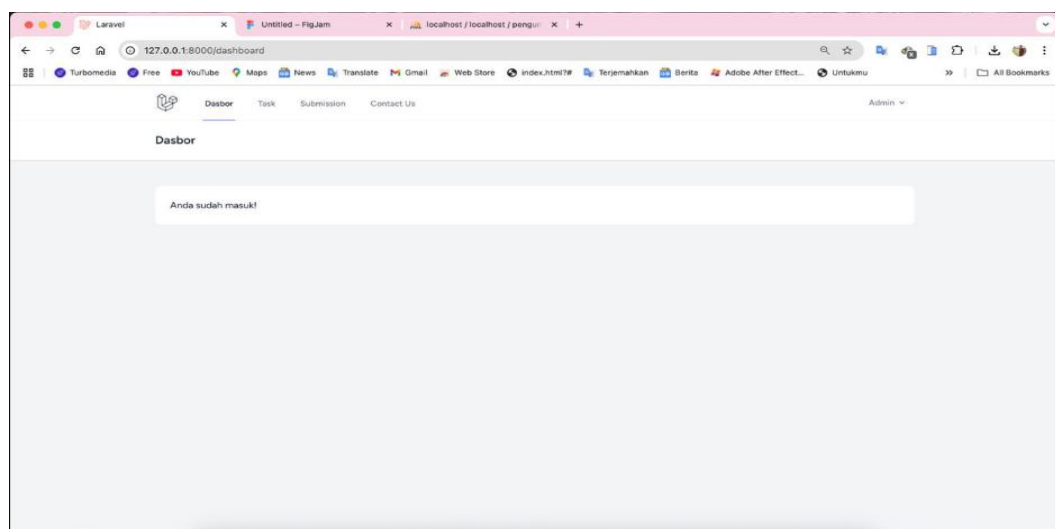 Laravel Untitled – FigJam localhost / localhost / pengun
127.0.0.1:8000/dashboard
Turbomedia Free YouTube Maps News Translate Gmail Web Store index.html?# Terjemahkan Berita Adobe After Effect... Untukmu » All Bookmarks
Dasbor Task Submission Contact Us Admin
Dasbor
Anda sudah masuk!